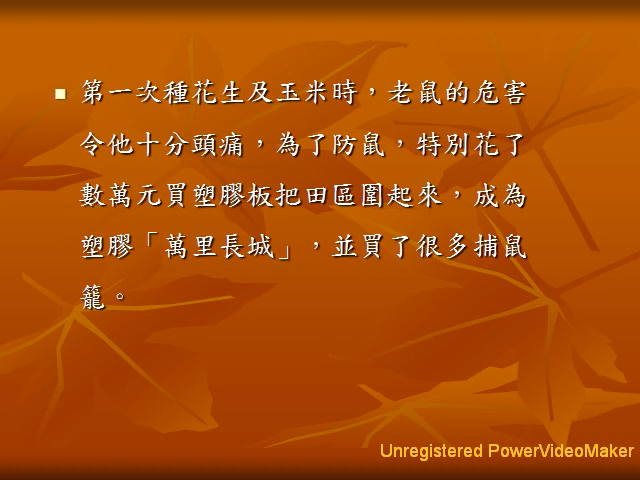 第一次種花生及玉米時，老鼠的危害
令他十分頭痛，為了防鼠，特別花了
數萬元買塑膠板把田區圍起來，成為
塑膠「萬里長城」，並買了很多捕鼠
籠。
Unregistered PowerVideoMaker